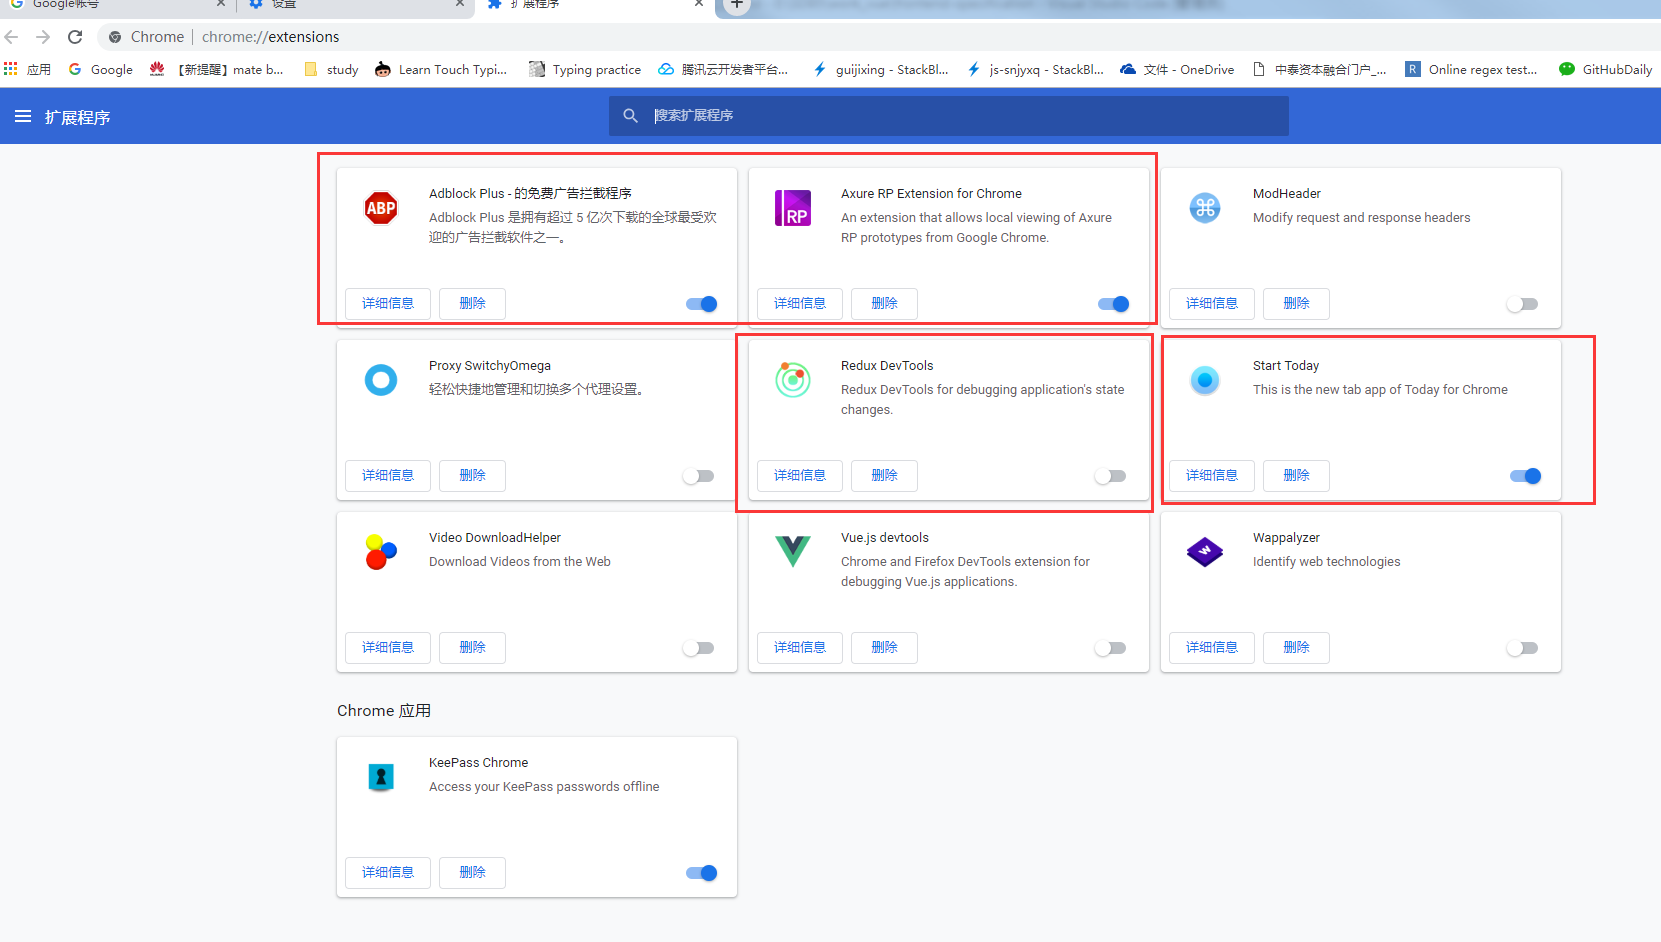 Google帐号
设置
扩展程序
Chrome | chrome://extensions
应用 Google 【新提醒】mate b... study Learn Touch Typi... Typing practice 腾讯云开发者平台... guijixing - StackBl... js-snjyxq - StackBl... 文件 - OneDrive 中泰资本融合门户_... R Online regex test... GitHubDaily
扩展程序
搜索扩展程序
ABP
Adblock Plus - 的免费广告拦截程序
Adblock Plus 是拥有超过 5 亿次下载的全球最受欢
迎的广告拦截软件之一。
详细信息 删除
RP
Axure RP Extension for Chrome
An extension that allows local viewing of Axure
RP prototypes from Google Chrome.
详细信息 删除
ModHeader
Modify request and response headers
详细信息 删除
Proxy SwitchyOmega
轻松快捷地管理和切换多个代理设置。
详细信息 删除
Redux DevTools
Redux DevTools for debugging application's state
changes.
详细信息 删除
Start Today
This is the new tab app of Today for Chrome
详细信息 删除
Video DownloadHelper
Download Videos from the Web
详细信息 删除
Vue.js devtools
Chrome and Firefox DevTools extension for
debugging Vue.js applications.
详细信息 删除
W
Wappalyzer
Identify web technologies
详细信息 删除
Chrome 应用
KeePass Chrome
Access your KeePass passwords offline
详细信息 删除